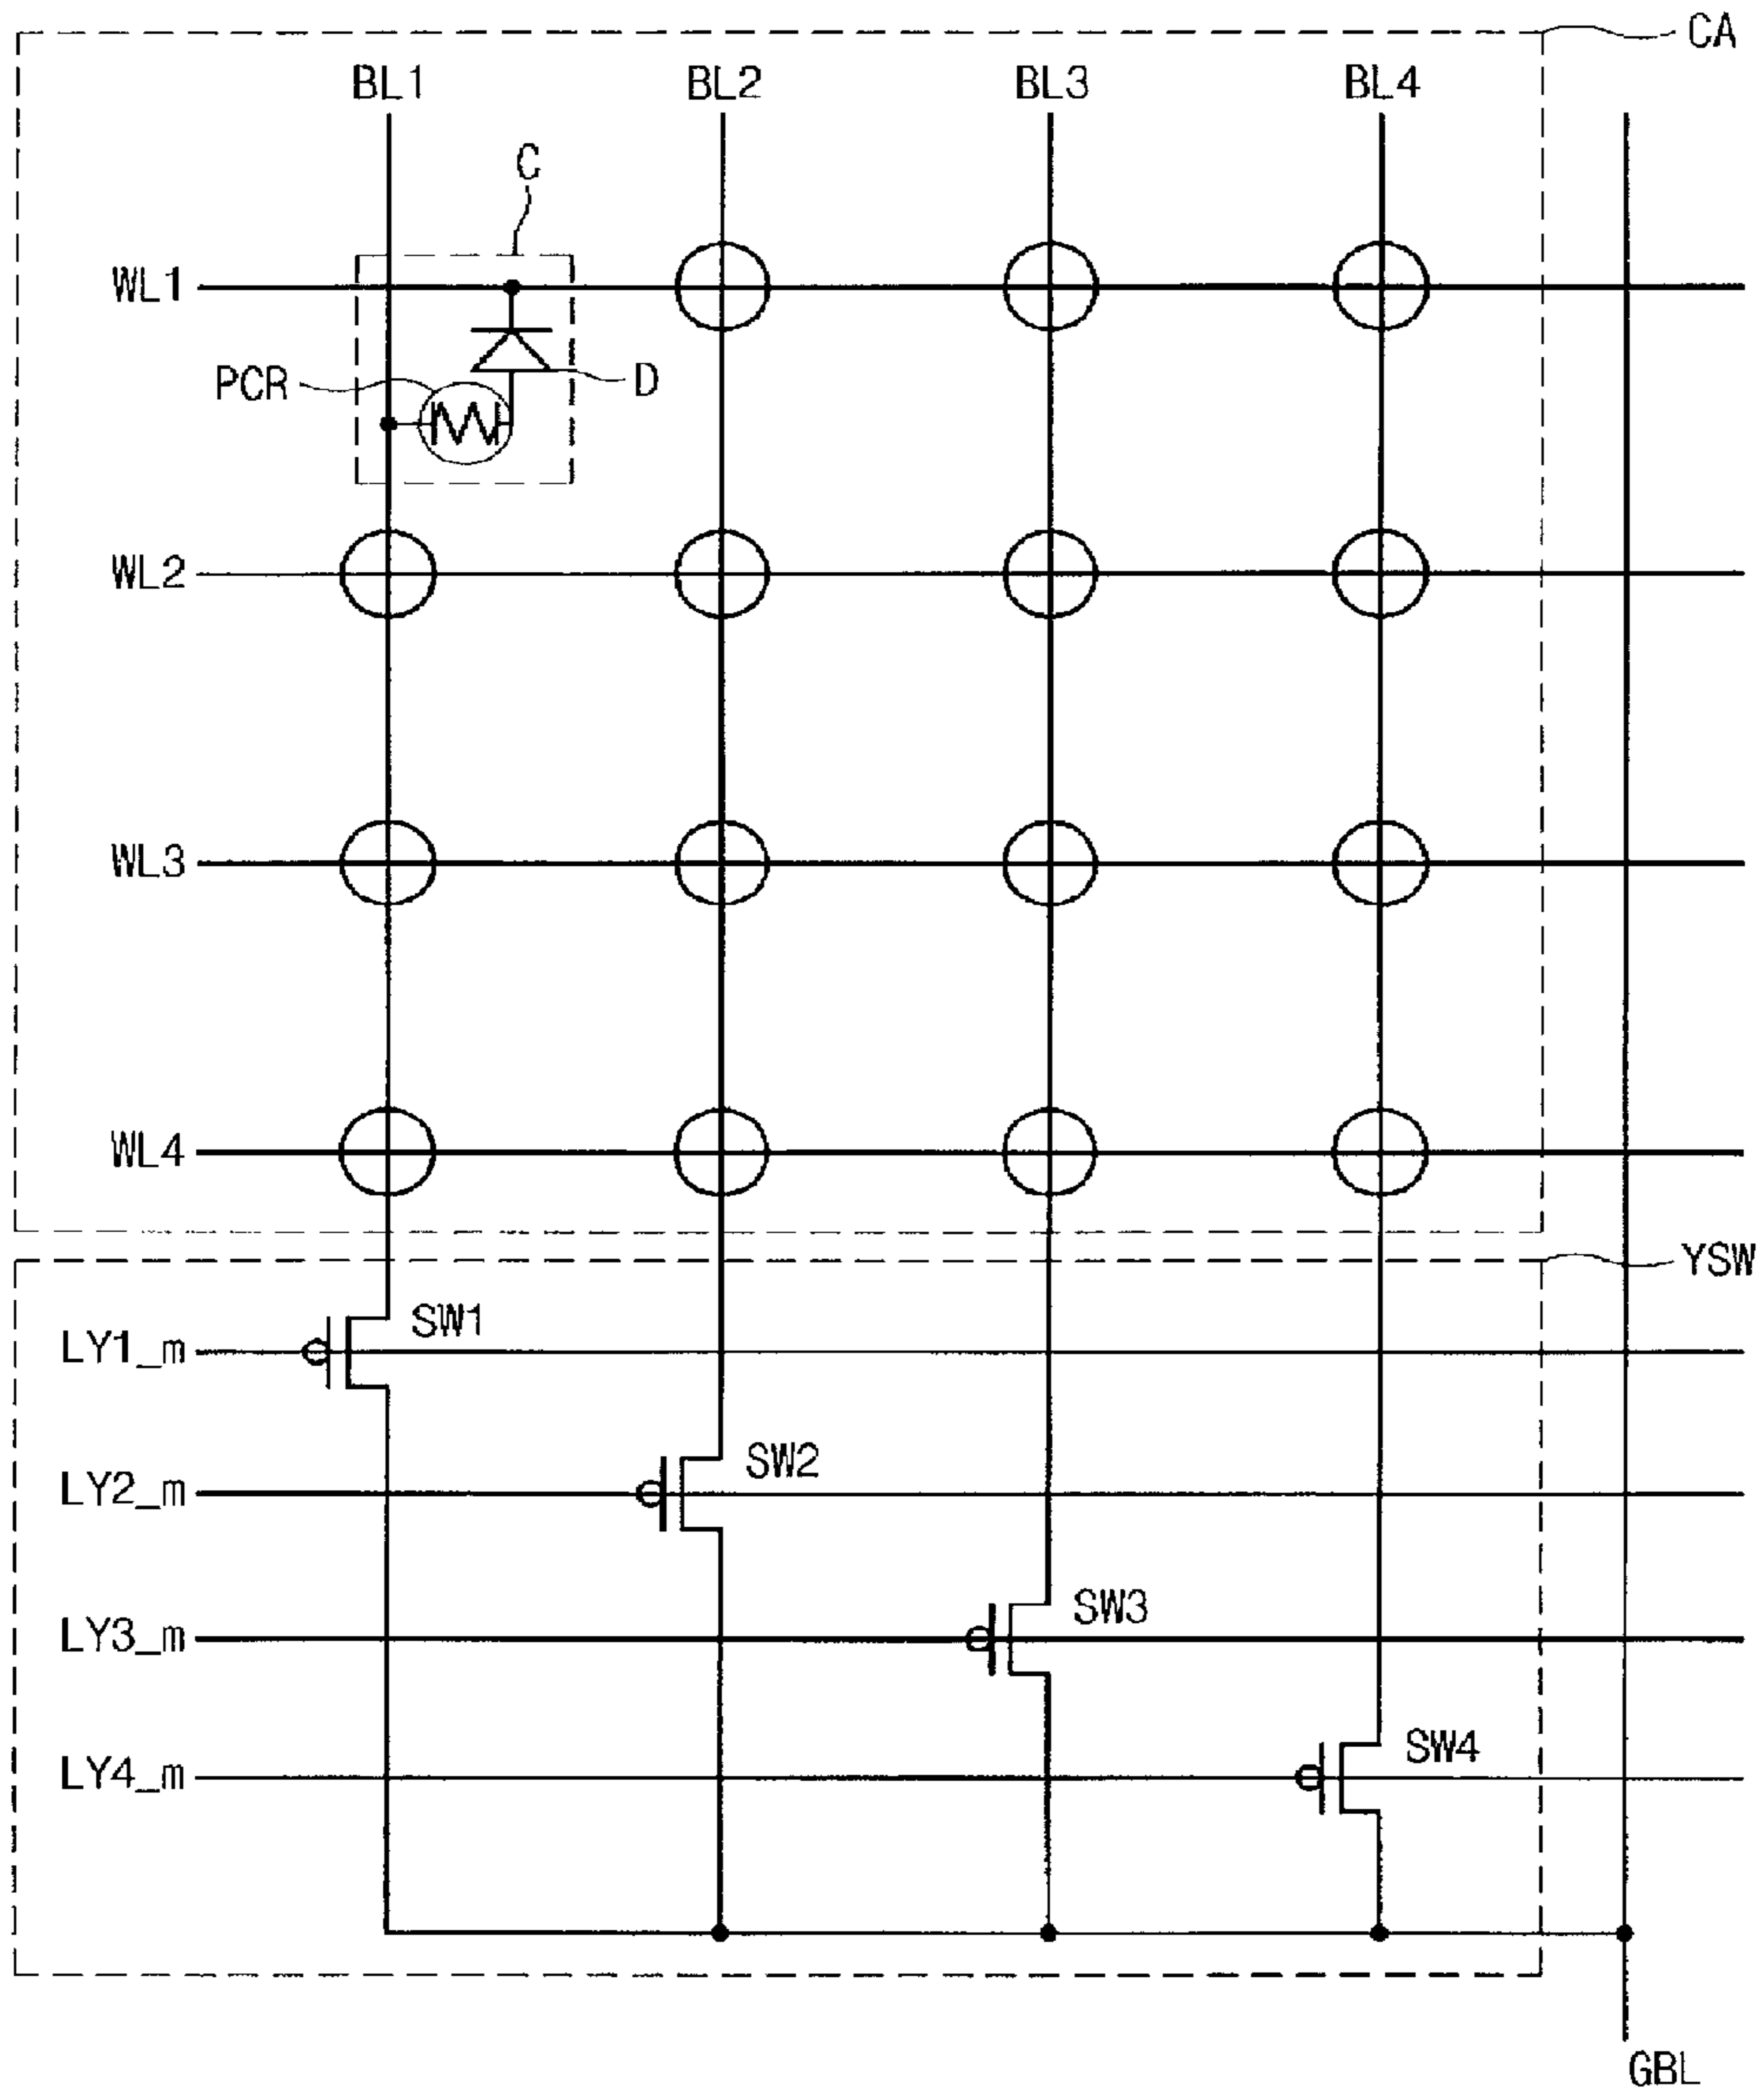 CA
BL1 BL2 BL3 BL4
C
WL1
PCR D
WL2
WL3
WL4
YSW
SW1
LY1_m
SW2
LY2_m
SW3
LY3_m
SW4
LY4_m
GBL